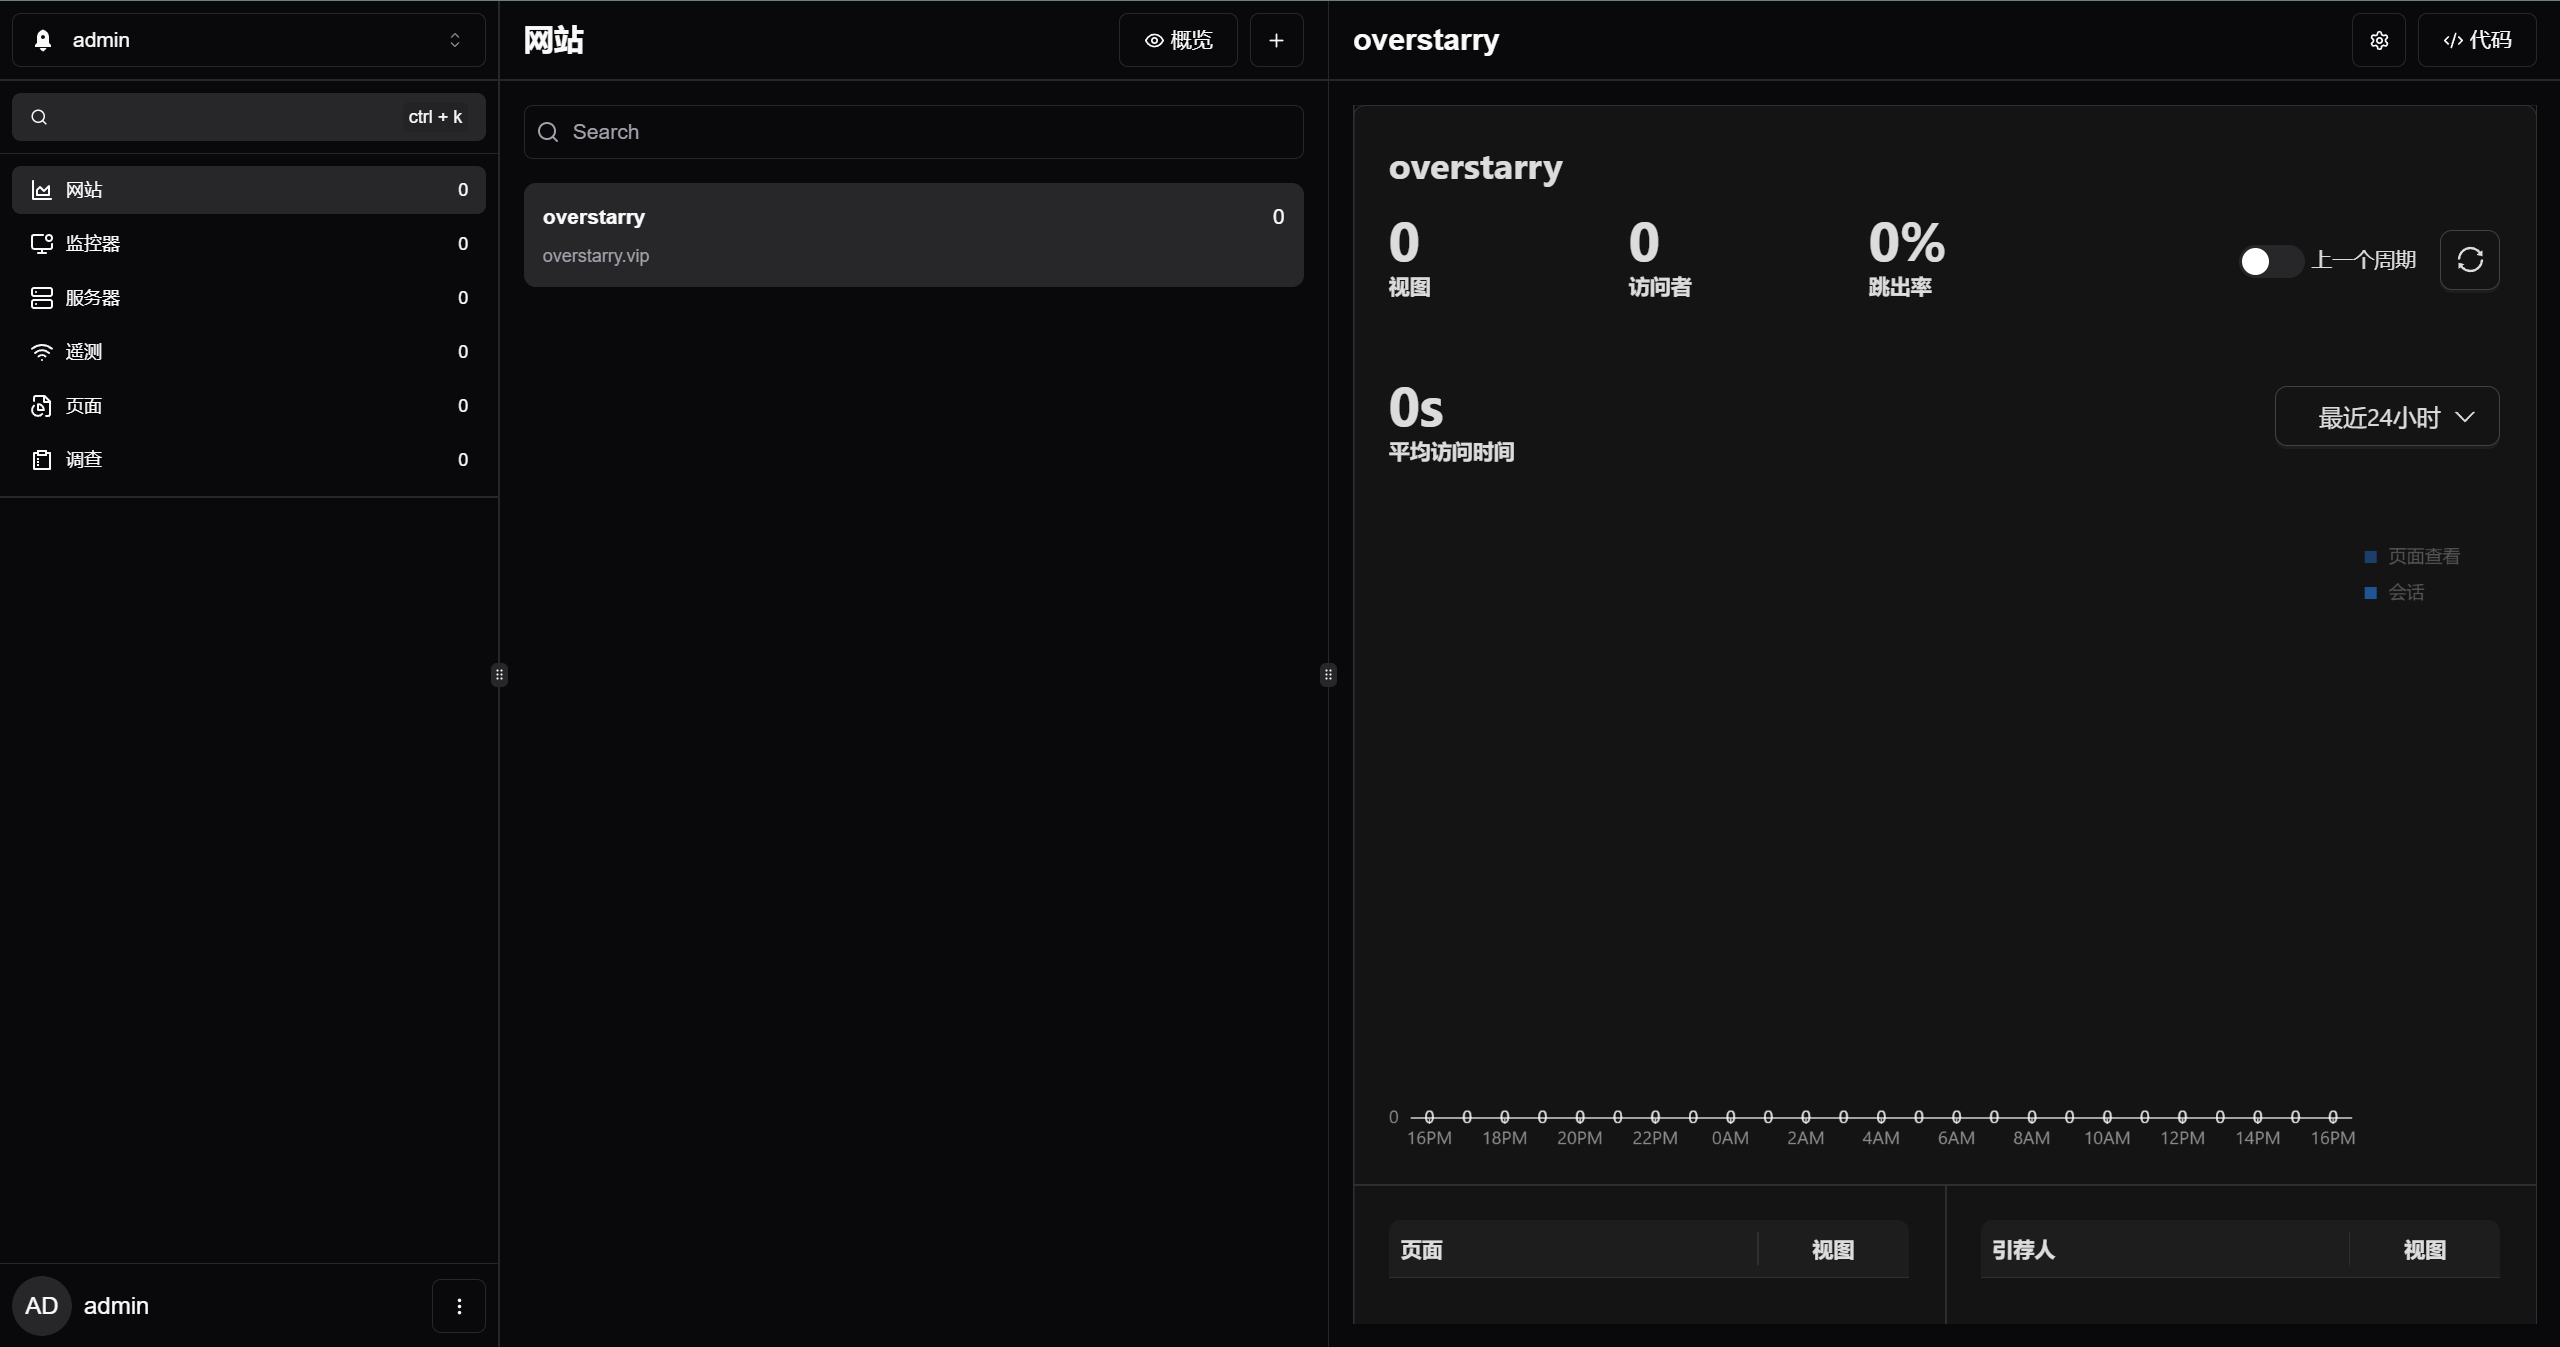 admin
ctrl + k
网站 0
监控器 0
服务器 0
遥测 0
页面 0
调查 0
AD admin
网站
概览
Search
overstarry 0
overstarry.vip
overstarry
代码
overstarry
0 0 0%
视图 访问者 跳出率
上一个周期
0s
平均访问时间
最近24小时
页面查看
会话
0 0 0 0 0 0 0 0 0 0 0 0 0 0 0 0 0 0 0 0 0 0 0 0 0 0
16PM 18PM 20PM 22PM 0AM 2AM 4AM 6AM 8AM 10AM 12PM 14PM 16PM
页面 视图
引荐人 视图